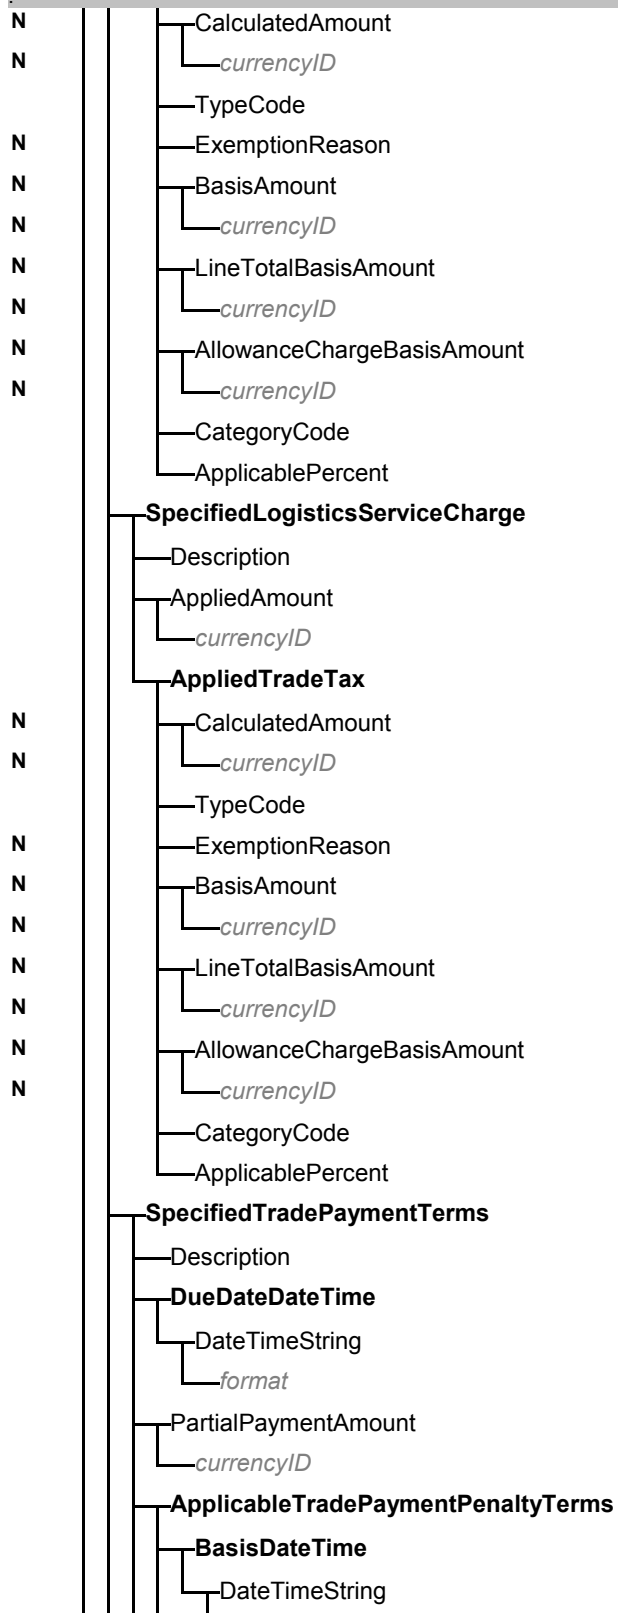 N CalculatedAmount
N currencyID
TypeCode
N ExemptionReason
N BasisAmount
N currencyID
N LineTotalBasisAmount
N currencyID
N AllowanceChargeBasisAmount
N currencyID
CategoryCode
ApplicablePercent
SpecifiedLogisticsServiceCharge
Description
AppliedAmount
currencyID
AppliedTradeTax
N CalculatedAmount
N currencyID
TypeCode
N ExemptionReason
N BasisAmount
N currencyID
N LineTotalBasisAmount
N currencyID
N AllowanceChargeBasisAmount
N currencyID
CategoryCode
ApplicablePercent
SpecifiedTradePaymentTerms
Description
DueDateDateTime
DateTimeString
format
PartialPaymentAmount
currencyID
ApplicableTradePaymentPenaltyTerms
BasisDateTime
DateTimeString